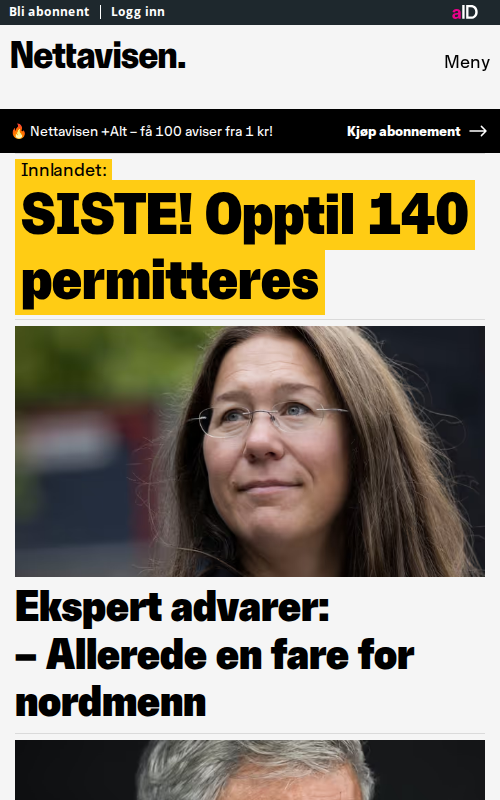 Bli abonnent | Logg inn
aID
Nettavisen.
Meny
🔥 Nettavisen +Alt – få 100 aviser fra 1 kr!
Kjøp abonnement →
Innlandet:
SISTE! Opptil 140
permitteres
Ekspert advarer:
– Allerede en fare for
nordmenn